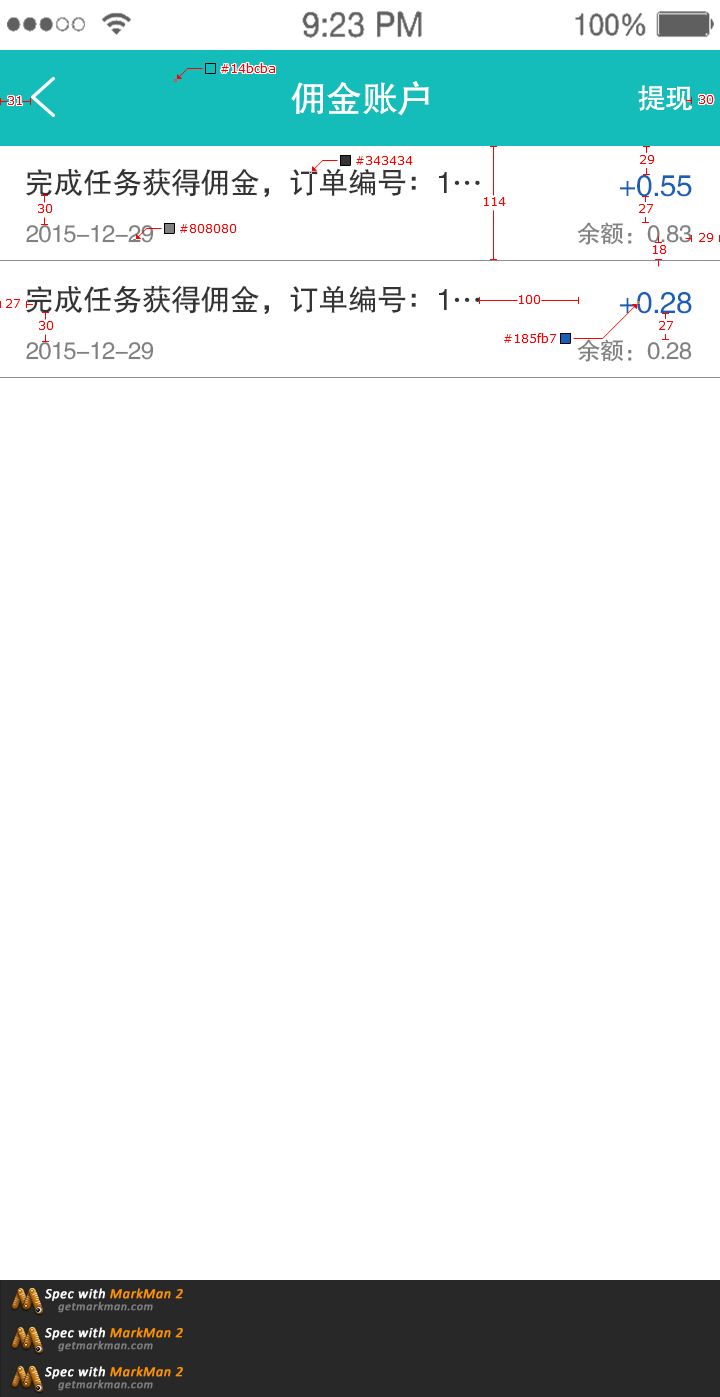 9:23 PM 100%
#14bcba
31 佣金账户 提现 30
#343434 29
完成任务获得佣金，订单编号：1… +0.55
30 114 27
2015-12-29 #808080 余额：0.83 29
18
27 完成任务获得佣金，订单编号：1… 100 +0.28
30 27
#185fb7
2015-12-29 余额：0.28
Spec with MarkMan 2
getmarkman.com
Spec with MarkMan 2
getmarkman.com
Spec with MarkMan 2
getmarkman.com